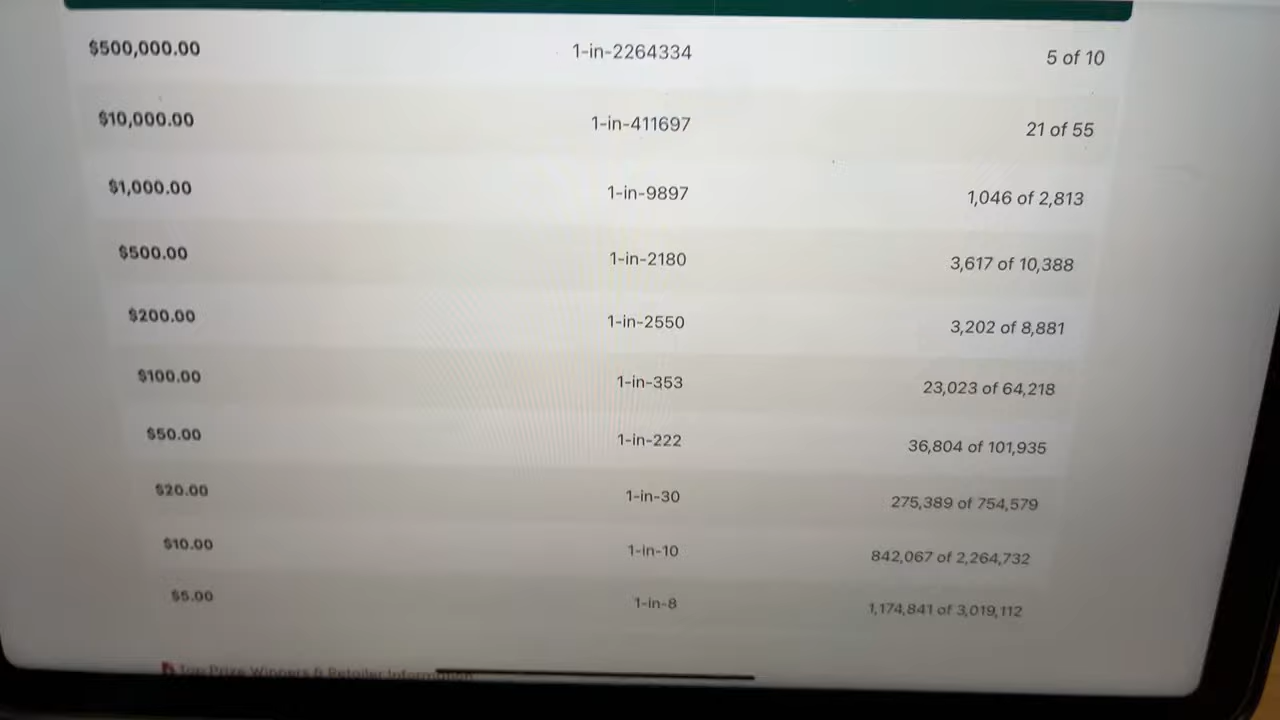 $500,000.00 1-in-2264334 5 of 10
$10,000.00 1-in-411697 21 of 55
$1,000.00 1-in-9897 1,046 of 2,813
$500.00 1-in-2180 3,617 of 10,388
$200.00 1-in-2550 3,202 of 8,881
$100.00 1-in-353 23,023 of 64,218
$50.00 1-in-222 36,804 of 101,935
$20.00 1-in-30 275,389 of 754,579
$10.00 1-in-10 842,067 of 2,264,732
$5.00 1-in-8 1,174,841 of 3,019,112
Top Prize Winners & Retailer Information